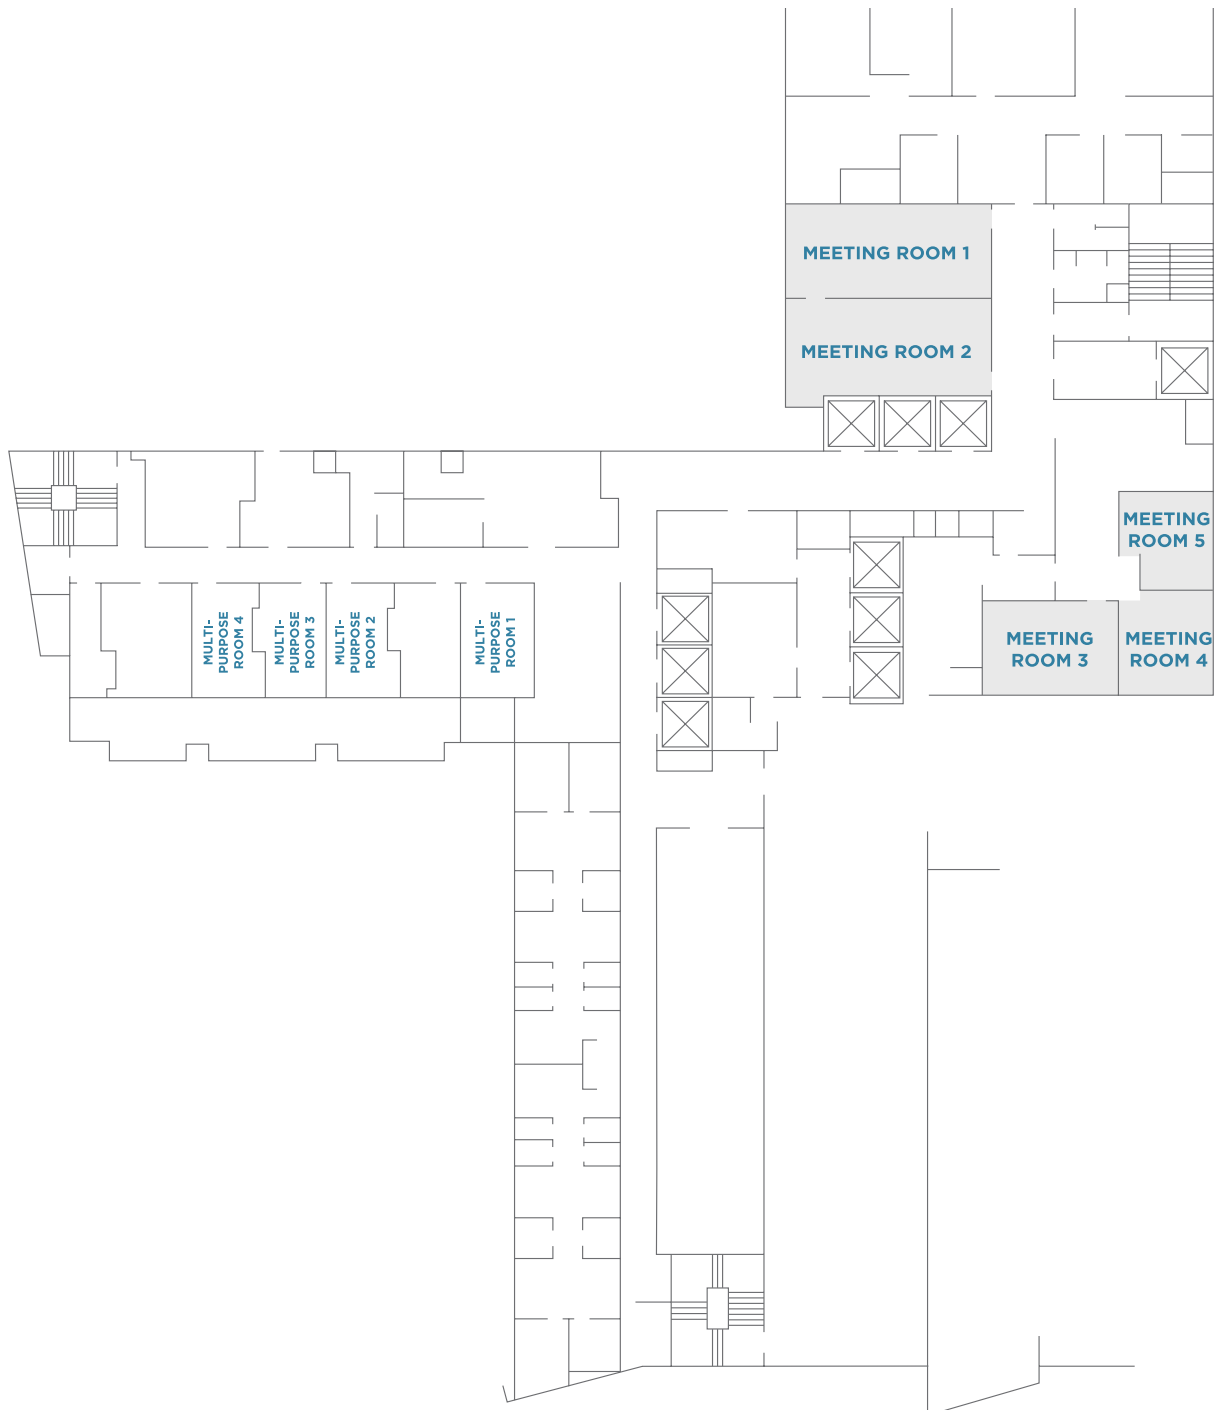 MEETING ROOM 1
MEETING ROOM 2
MEETING
ROOM 5
MEETING
ROOM 3
MEETING
ROOM 4
MULTI-
PURPOSE
ROOM 4
MULTI-
PURPOSE
ROOM 3
MULTI-
PURPOSE
ROOM 2
MULTI-
PURPOSE
ROOM 1